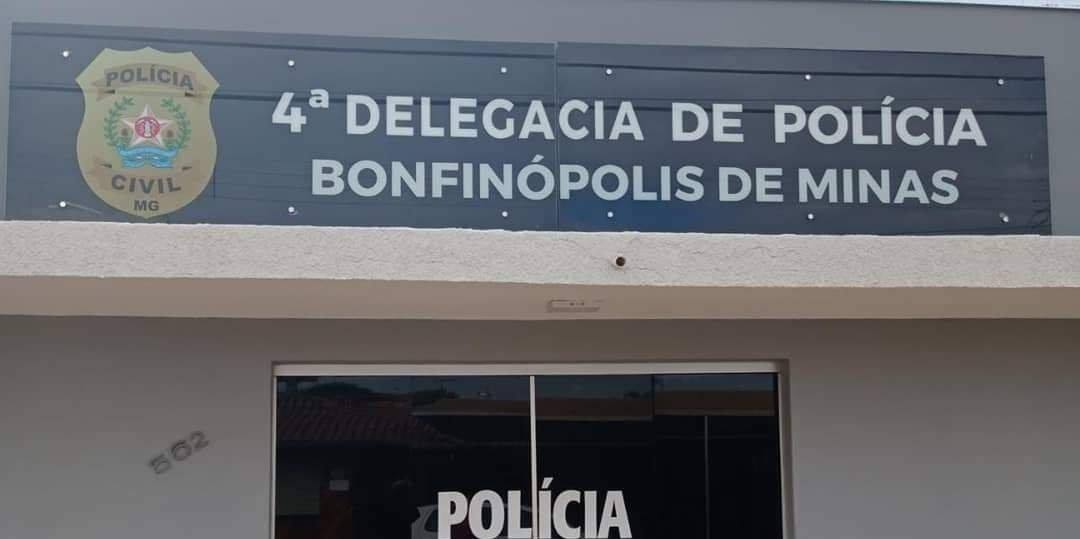 POLÍCIA
CIVIL
MG
4ª DELEGACIA DE POLÍCIA
BONFINÓPOLIS DE MINAS
562
POLÍCIA